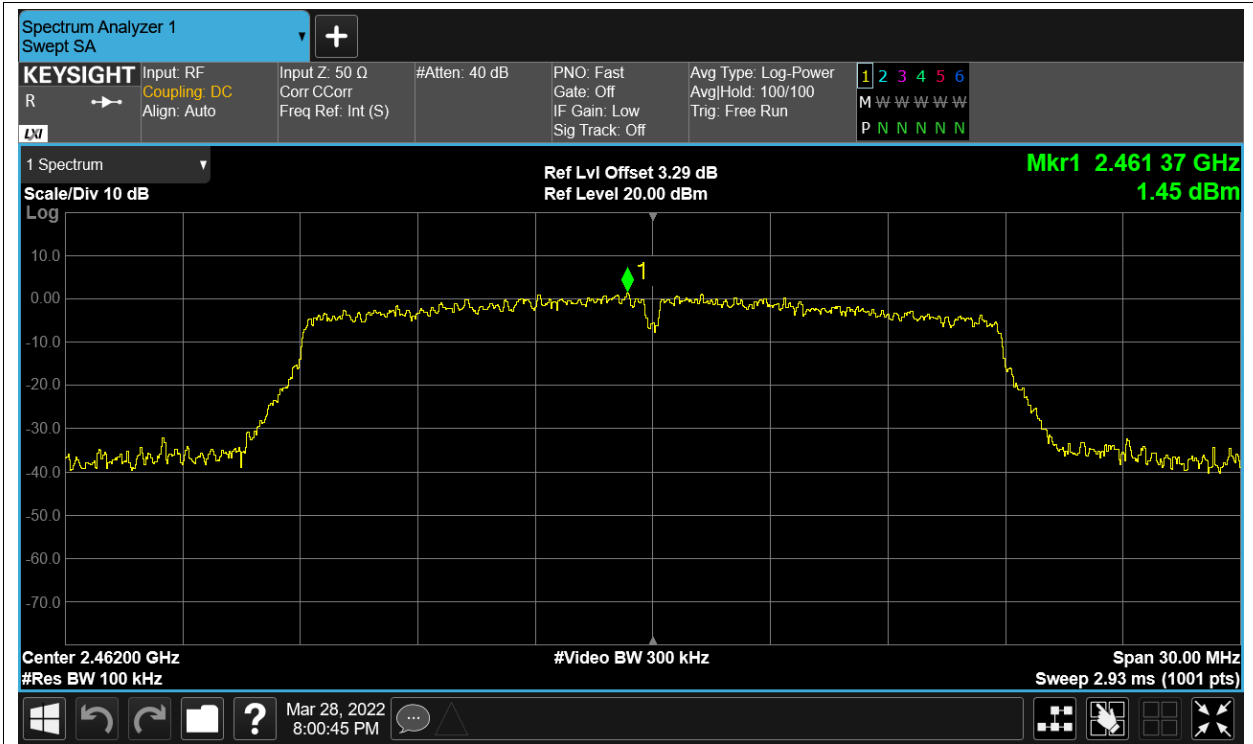 Spectrum Analyzer 1
Swept SA
KEYSIGHT
R
LXI
Input: RF
Coupling: DC
Align: Auto
Input Z: 50 Ω
Corr CCorr
Freq Ref: Int (S)
#Atten: 40 dB
PNO: Fast
Gate: Off
IF Gain: Low
Sig Track: Off
Avg Type: Log-Power
Avg|Hold: 100/100
Trig: Free Run
1 2 3 4 5 6
M W W W W W
P N N N N N
1 Spectrum
Scale/Div 10 dB
Ref Lvl Offset 3.29 dB
Ref Level 20.00 dBm
Mkr1 2.461 37 GHz
1.45 dBm
Log
10.0
0.00
-10.0
-20.0
-30.0
-40.0
-50.0
-60.0
-70.0
1
Center 2.46200 GHz
#Res BW 100 kHz
#Video BW 300 kHz
Span 30.00 MHz
Sweep 2.93 ms (1001 pts)
?
Mar 28, 2022
8:00:45 PM